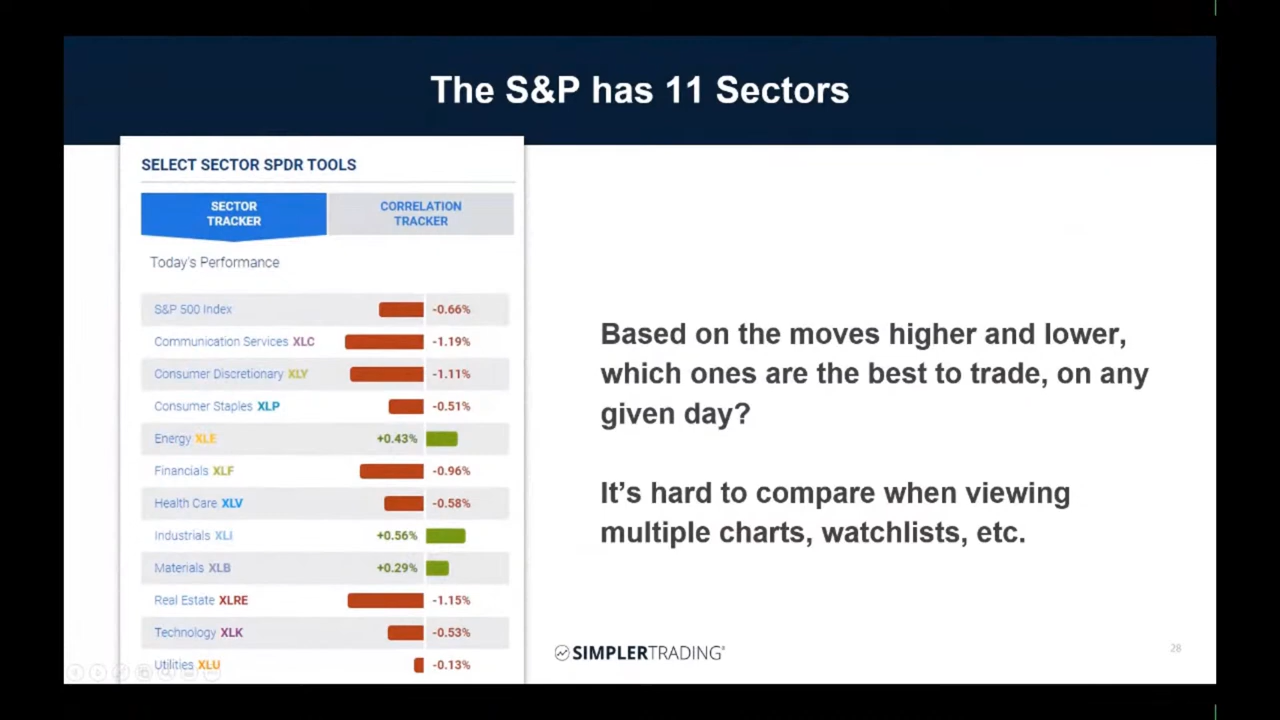 The S&P has 11 Sectors
SELECT SECTOR SPDR TOOLS
SECTOR
TRACKER
CORRELATION
TRACKER
Today's Performance
S&P 500 Index -0.66%
Communication Services XLC -1.19%
Consumer Discretionary XLY -1.11%
Consumer Staples XLP -0.51%
Energy XLE +0.43%
Financials XLF -0.96%
Health Care XLV -0.58%
Industrials XLI +0.56%
Materials XLB +0.29%
Real Estate XLRE -1.15%
Technology XLK -0.53%
Utilities XLU -0.13%
Based on the moves higher and lower,
which ones are the best to trade, on any
given day?
It’s hard to compare when viewing
multiple charts, watchlists, etc.
SIMPLERTRADING®
28